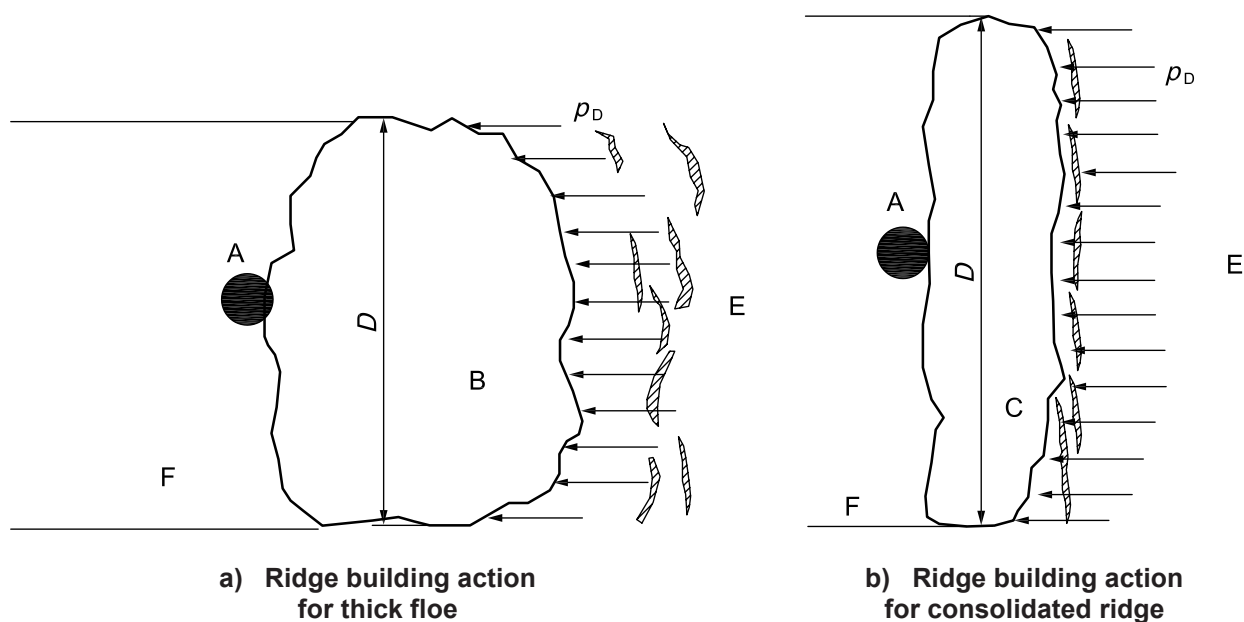 p_D
A
D
B
E
F
a) Ridge building action
for thick floe
p_D
A
D
C
E
F
b) Ridge building action
for consolidated ridge